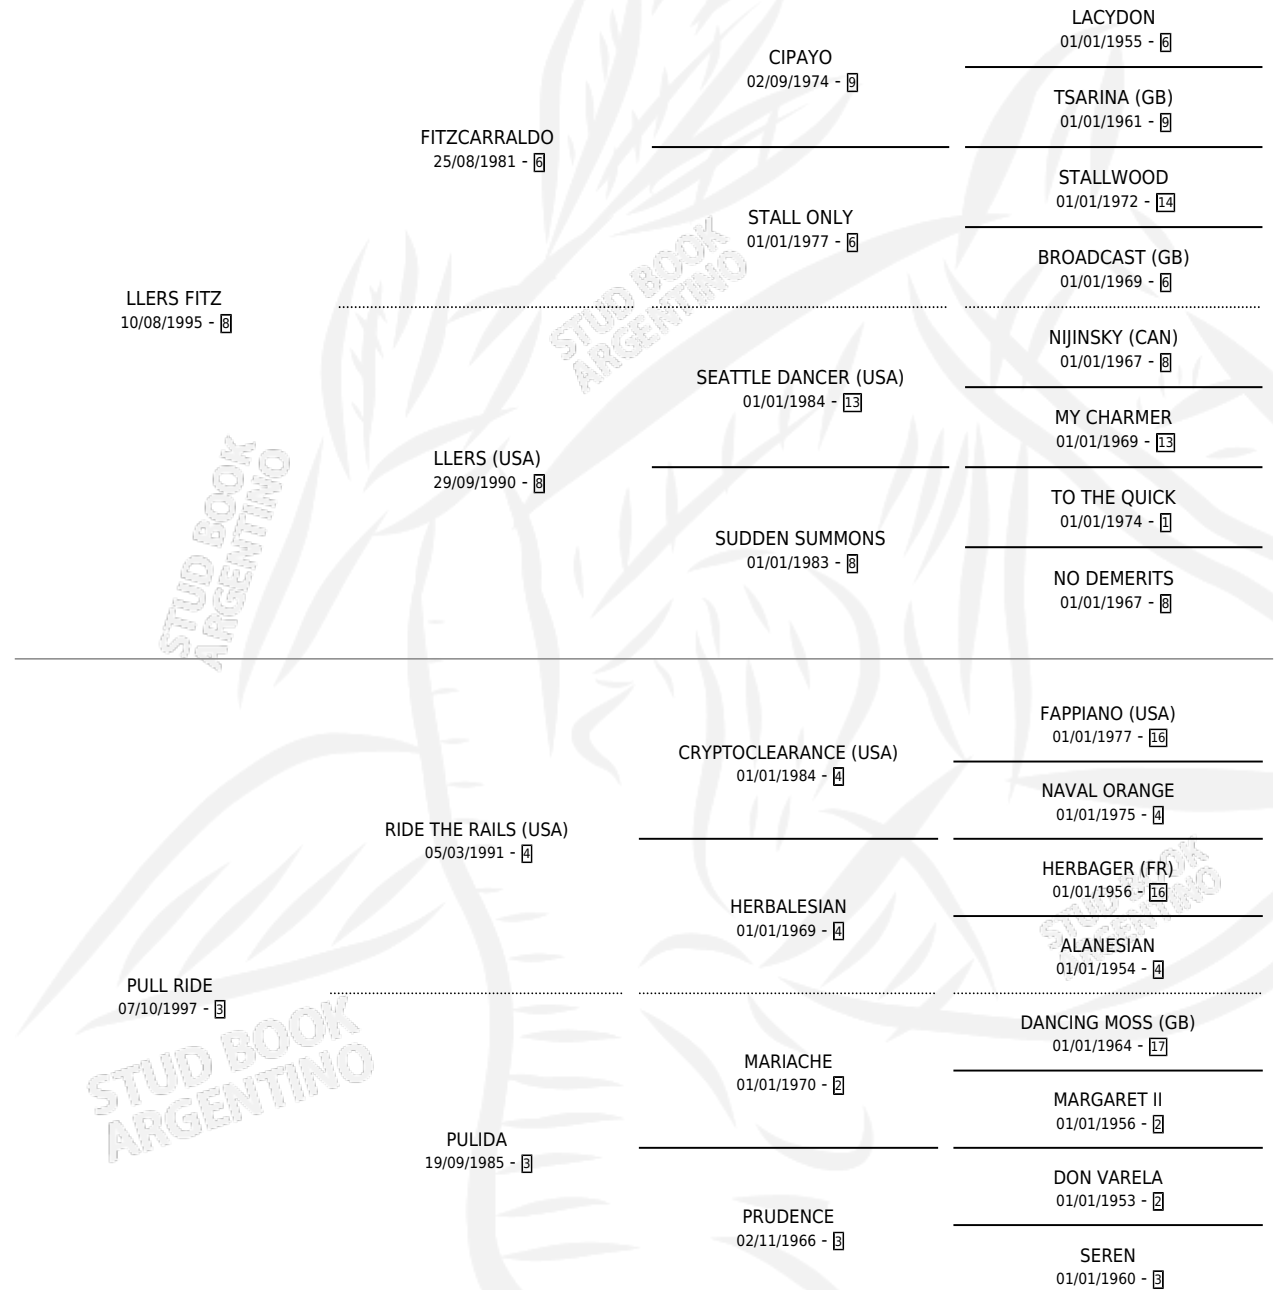 LACYDON
01/01/1955 - 6
CIPAYO
02/09/1974 - 9
TSARINA (GB)
01/01/1961 - 9
FITZCARRALDO
25/08/1981 - 6
STALLWOOD
01/01/1972 - 14
STALL ONLY
01/01/1977 - 6
BROADCAST (GB)
01/01/1969 - 6
LLERS FITZ
10/08/1995 - 8
NIJINSKY (CAN)
01/01/1967 - 8
SEATTLE DANCER (USA)
01/01/1984 - 13
MY CHARMER
01/01/1969 - 13
LLERS (USA)
29/09/1990 - 8
TO THE QUICK
01/01/1974 - 1
SUDDEN SUMMONS
01/01/1983 - 8
NO DEMERITS
01/01/1967 - 8
FAPPIANO (USA)
01/01/1977 - 16
CRYPTOCLEARANCE (USA)
01/01/1984 - 4
NAVAL ORANGE
01/01/1975 - 4
RIDE THE RAILS (USA)
05/03/1991 - 4
HERBAGER (FR)
01/01/1956 - 16
HERBALESIAN
01/01/1969 - 4
ALANESIAN
01/01/1954 - 4
PULL RIDE
07/10/1997 - 3
DANCING MOSS (GB)
01/01/1964 - 17
MARIACHE
01/01/1970 - 2
MARGARET II
01/01/1956 - 2
PULIDA
19/09/1985 - 3
DON VARELA
01/01/1953 - 2
PRUDENCE
02/11/1966 - 3
SEREN
01/01/1960 - 3
STUD BOOK
ARGENTINO
STUD BOOK
ARGENTINO
STUD BOOK
ARGENTINO
STUD BOOK
ARGENTINO